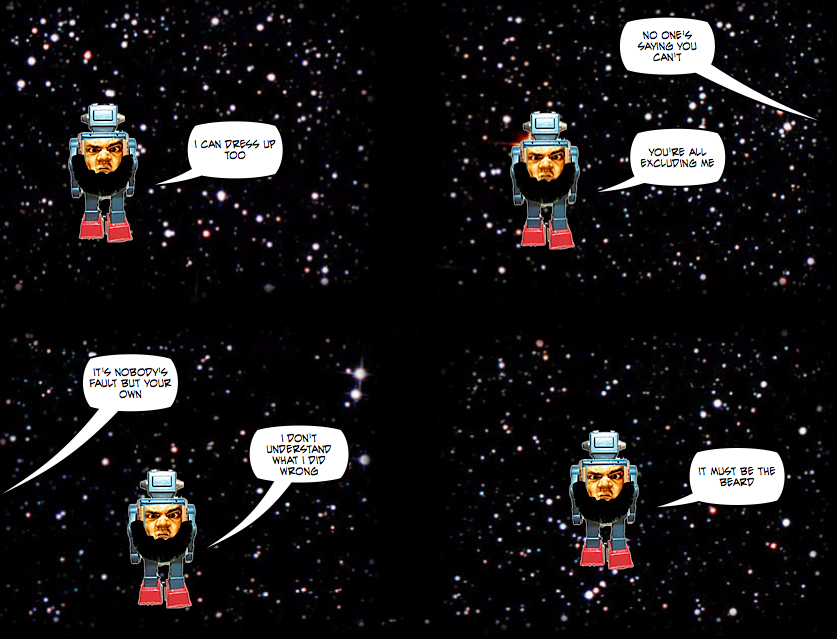 I CAN DRESS UP
TOO
NO ONE'S
SAYING YOU
CAN'T
YOU'RE ALL
EXCLUDING ME
IT'S NOBODY'S
FAULT BUT YOUR
OWN
I DON'T
UNDERSTAND
WHAT I DID
WRONG
IT MUST BE THE
BEARD